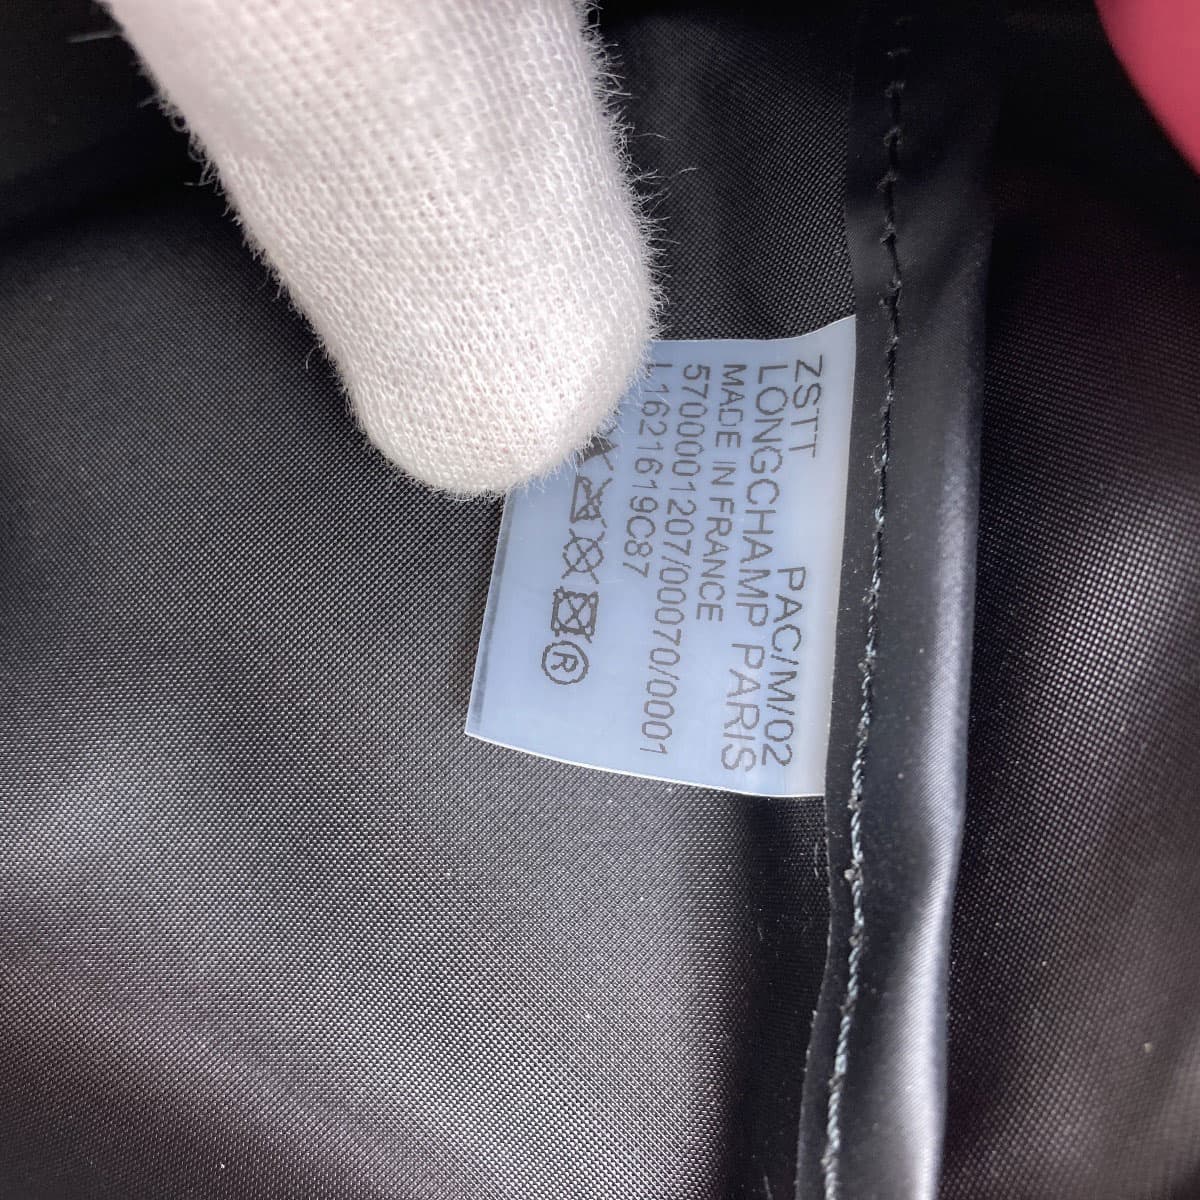 ZSTT PAC/M/02
LONGCHAMP PARIS
MADE IN FRANCE
5700001207/00070/0001
L1621619C87
R